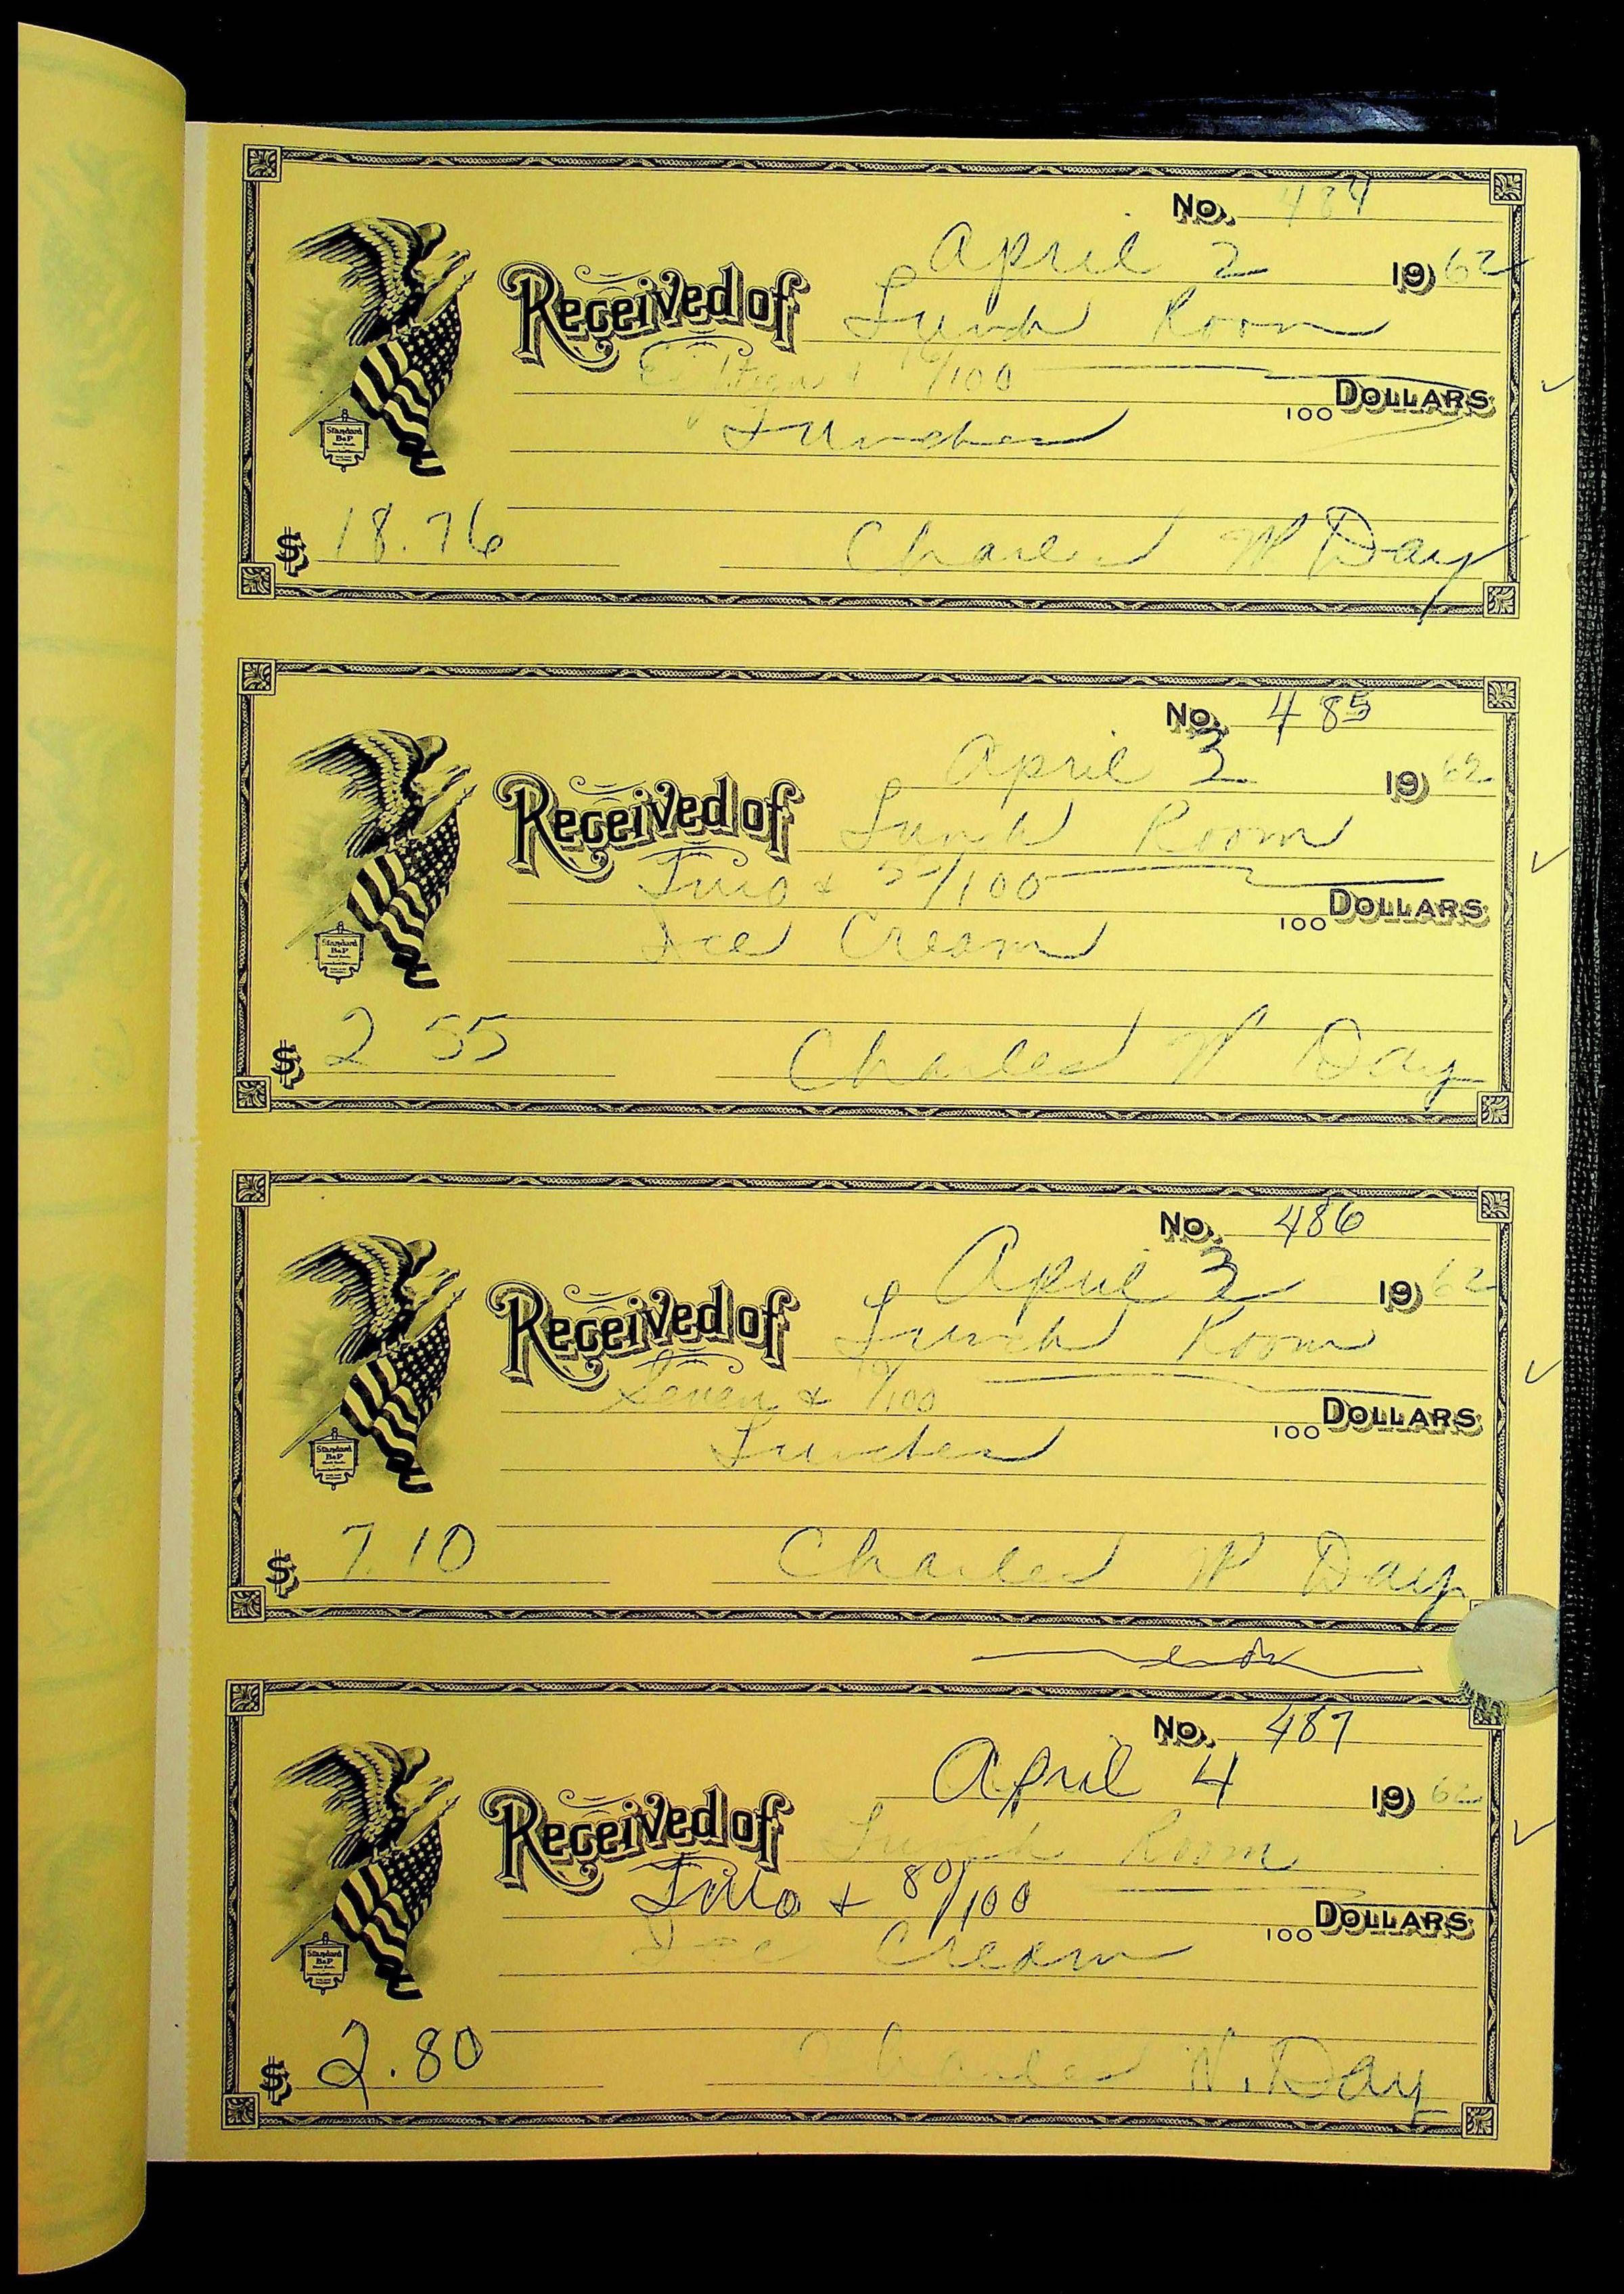 No. 484
April 2 1962
Received of Lunch Room
Eighteen & 76/100 100 DOLLARS
Lunches
Standard
B&P
$ 18.76 Charles W Day
No. 485
April 3 1962
Received of Lunch Room
Two & 55/100 100 DOLLARS
Ice Cream
Standard
B&P
$ 2 55 Charles W Day
No. 486
April 3 1962
Received of Lunch Room
Seven & 10/100 100 DOLLARS
Lunches
Standard
B&P
$ 7.10 Charles W Day
No. 487
April 4 1962
Received of Lunch Room
Two & 80/100 100 DOLLARS
Ice Cream
Standard
B&P
$ 2.80 Charles W. Day